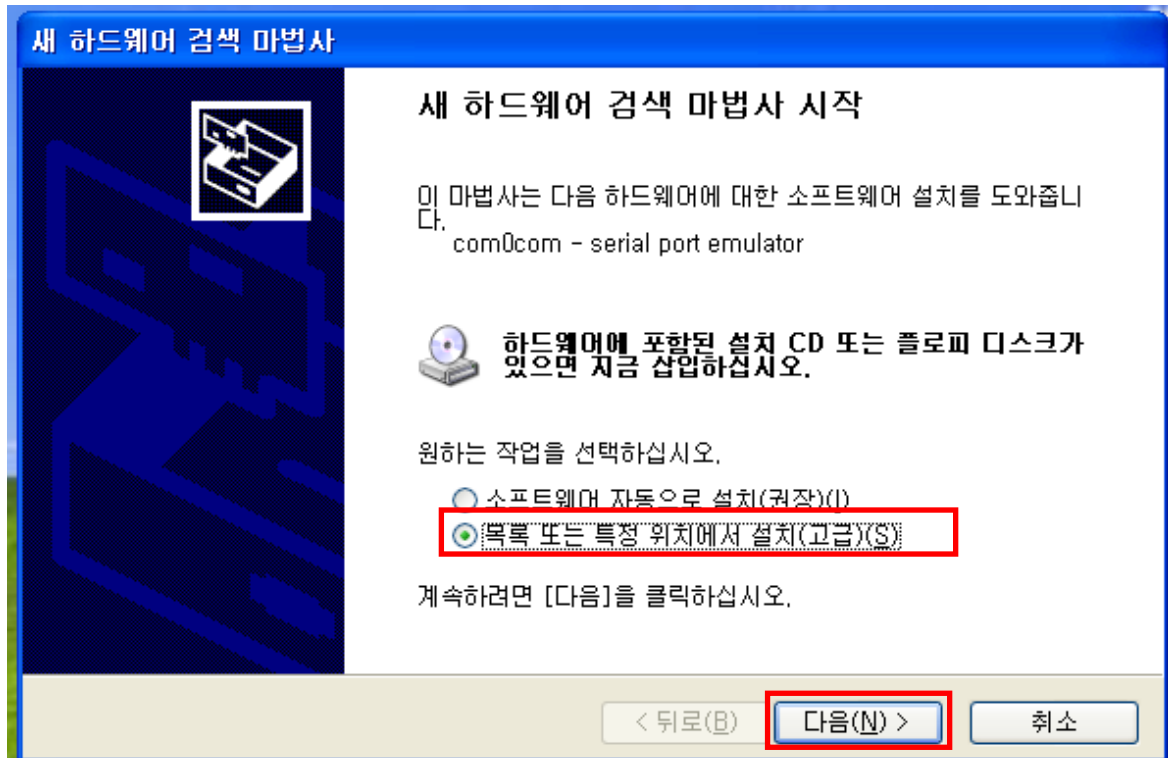 새 하드웨어 검색 마법사
새 하드웨어 검색 마법사 시작
이 마법사는 다음 하드웨어에 대한 소프트웨어 설치를 도와줍니
다.
com0com - serial port emulator
하드웨어에 포함된 설치 CD 또는 플로피 디스크가
있으면 지금 삽입하십시오.
원하는 작업을 선택하십시오.
소프트웨어 자동으로 설치(권장)(I)
목록 또는 특정 위치에서 설치(고급)(S)
계속하려면 [다음]을 클릭하십시오.
< 뒤로(B)
다음(N) >
취소